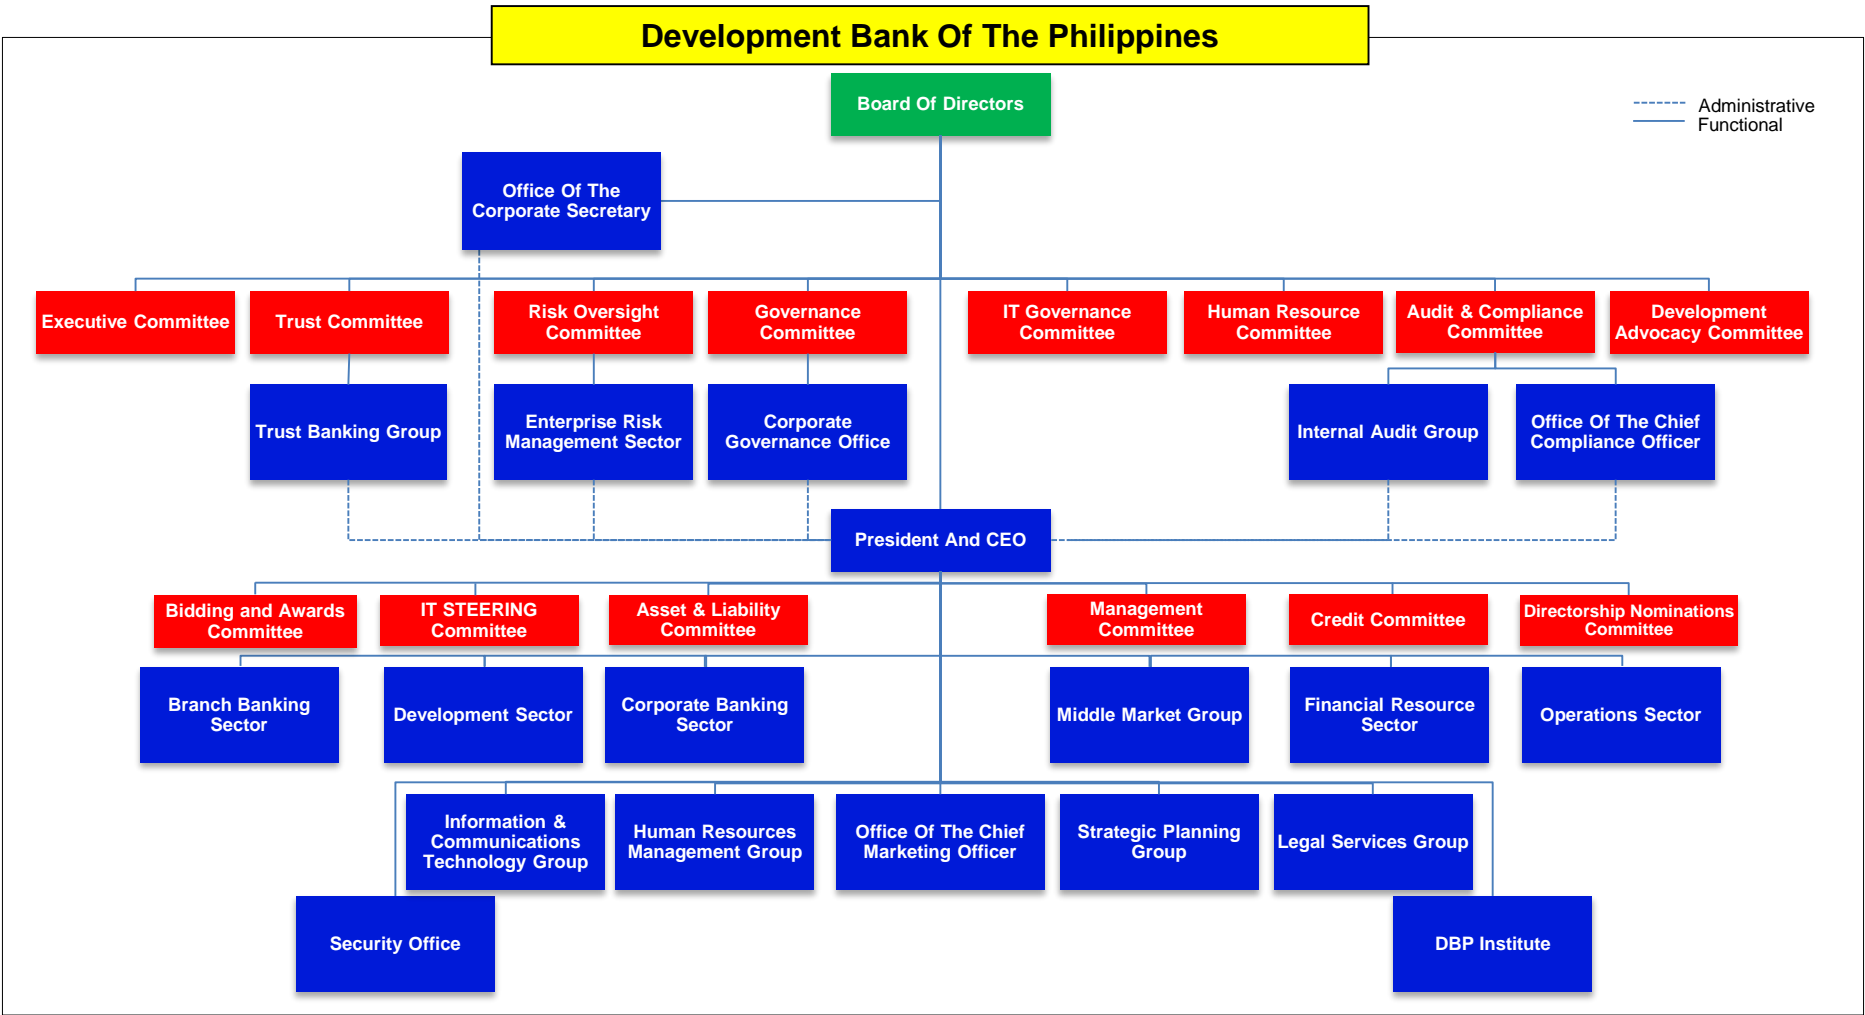 Development Bank Of The Philippines
Board Of Directors
Administrative
Functional
Office Of The
Corporate Secretary
Executive Committee
Trust Committee
Risk Oversight
Committee
Governance
Committee
IT Governance
Committee
Human Resource
Committee
Audit & Compliance
Committee
Development
Advocacy Committee
Trust Banking Group
Enterprise Risk
Management Sector
Corporate
Governance Office
Internal Audit Group
Office Of The Chief
Compliance Officer
President And CEO
Bidding and Awards
Committee
IT STEERING
Committee
Asset & Liability
Committee
Management
Committee
Credit Committee
Directorship Nominations
Committee
Branch Banking
Sector
Development Sector
Corporate Banking
Sector
Middle Market Group
Financial Resource
Sector
Operations Sector
Information &
Communications
Technology Group
Human Resources
Management Group
Office Of The Chief
Marketing Officer
Strategic Planning
Group
Legal Services Group
Security Office
DBP Institute